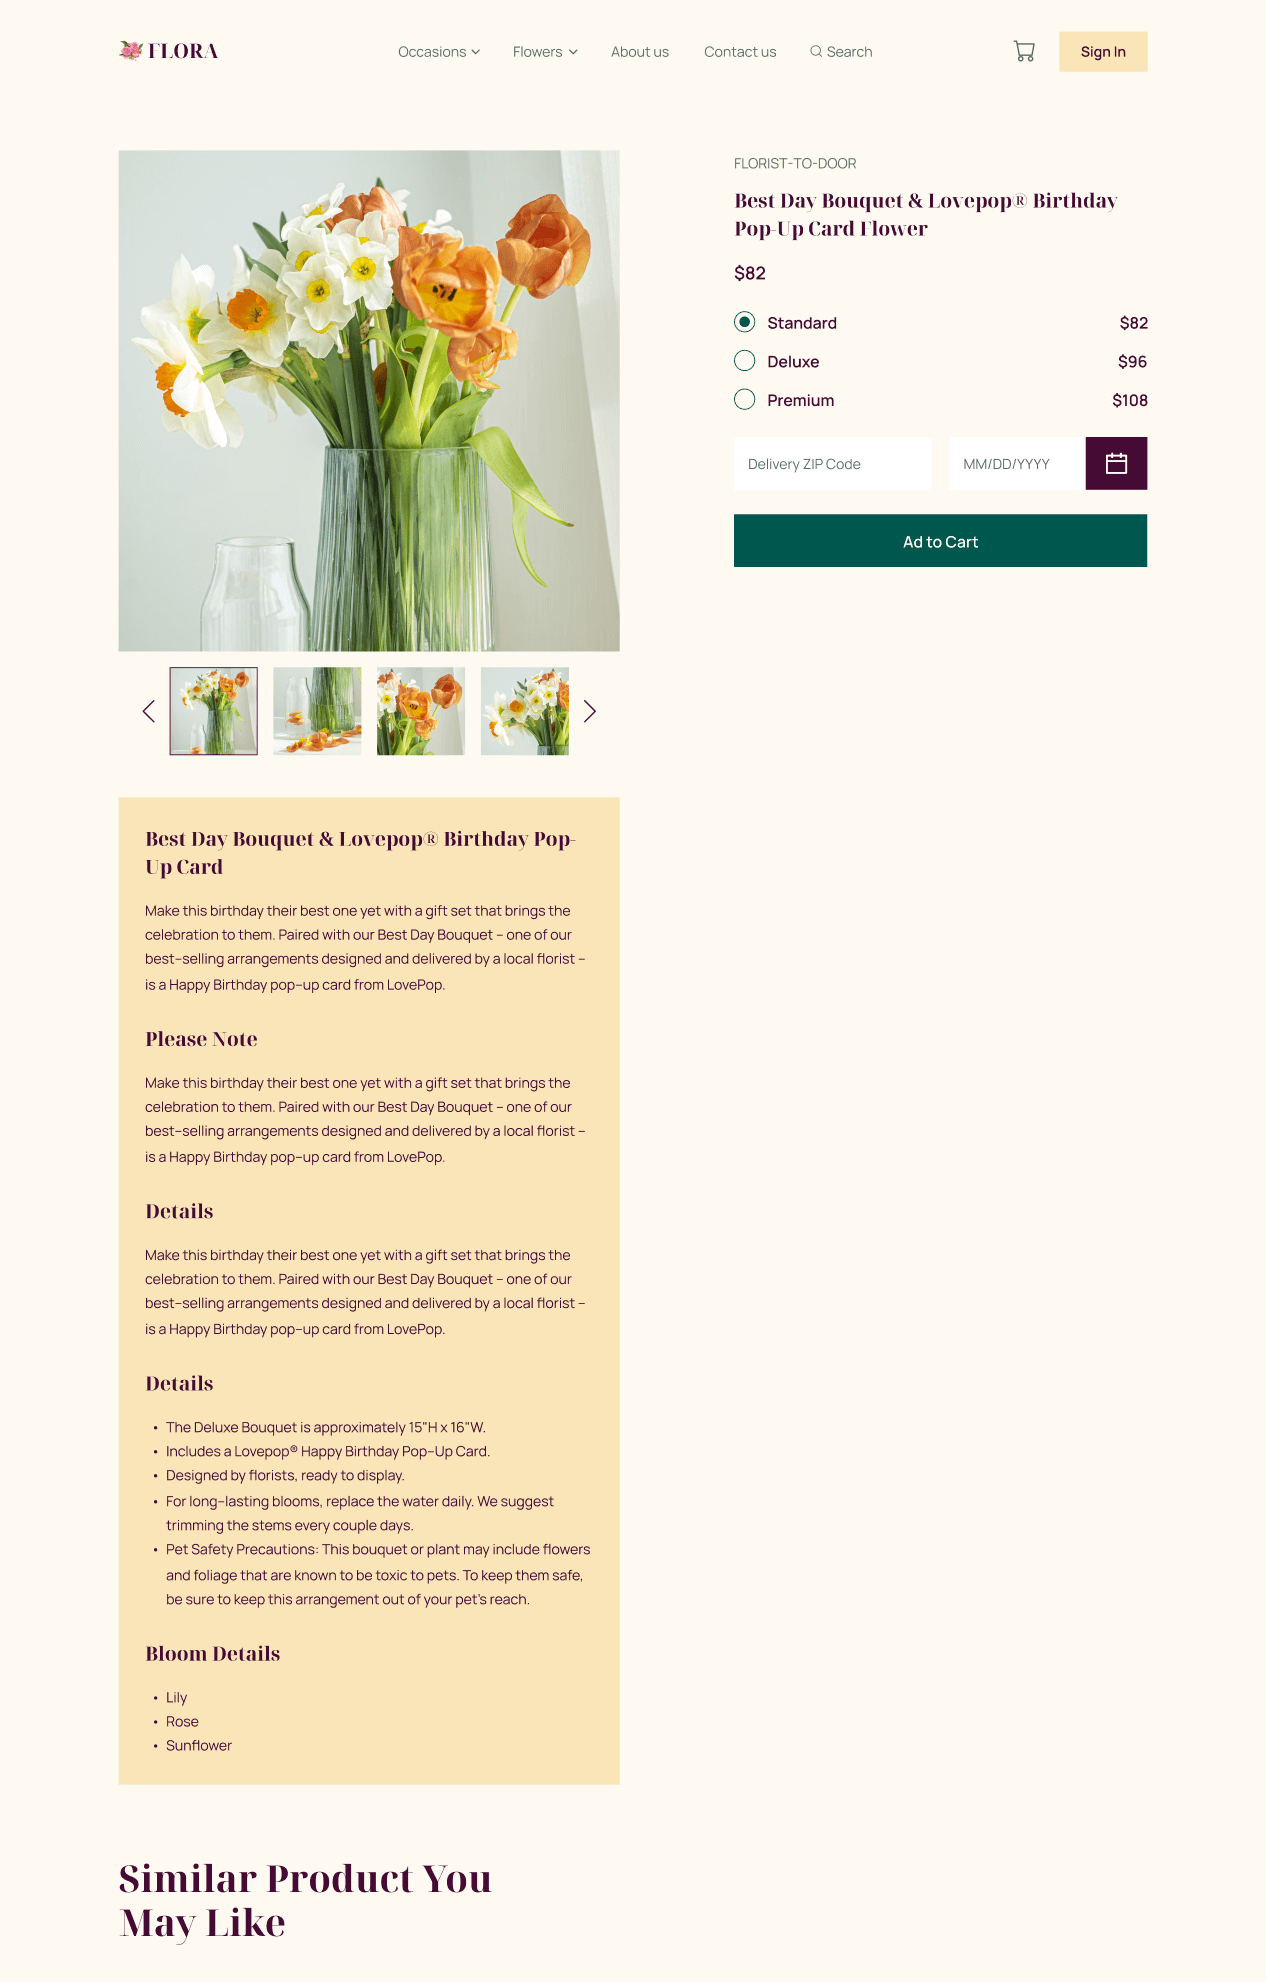 FLORA
Occasions
Flowers
About us
Contact us
Search
Sign In
FLORIST-TO-DOOR
Best Day Bouquet & Lovepop® Birthday
Pop-Up Card Flower
$82
Standard $82
Deluxe $96
Premium $108
Delivery ZIP Code
MM/DD/YYYY
Ad to Cart
Best Day Bouquet & Lovepop® Birthday Pop-
Up Card
Make this birthday their best one yet with a gift set that brings the
celebration to them. Paired with our Best Day Bouquet – one of our
best–selling arrangements designed and delivered by a local florist –
is a Happy Birthday pop–up card from LovePop.
Please Note
Make this birthday their best one yet with a gift set that brings the
celebration to them. Paired with our Best Day Bouquet – one of our
best–selling arrangements designed and delivered by a local florist –
is a Happy Birthday pop–up card from LovePop.
Details
Make this birthday their best one yet with a gift set that brings the
celebration to them. Paired with our Best Day Bouquet – one of our
best–selling arrangements designed and delivered by a local florist –
is a Happy Birthday pop–up card from LovePop.
Details
• The Deluxe Bouquet is approximately 15"H x 16"W.
• Includes a Lovepop® Happy Birthday Pop–Up Card.
• Designed by florists, ready to display.
• For long–lasting blooms, replace the water daily. We suggest
trimming the stems every couple days.
• Pet Safety Precautions: This bouquet or plant may include flowers
and foliage that are known to be toxic to pets. To keep them safe,
be sure to keep this arrangement out of your pet's reach.
Bloom Details
• Lily
• Rose
• Sunflower
Similar Product You
May Like